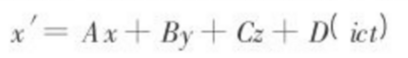 x′ = Ax + By + Cz + D( ict)